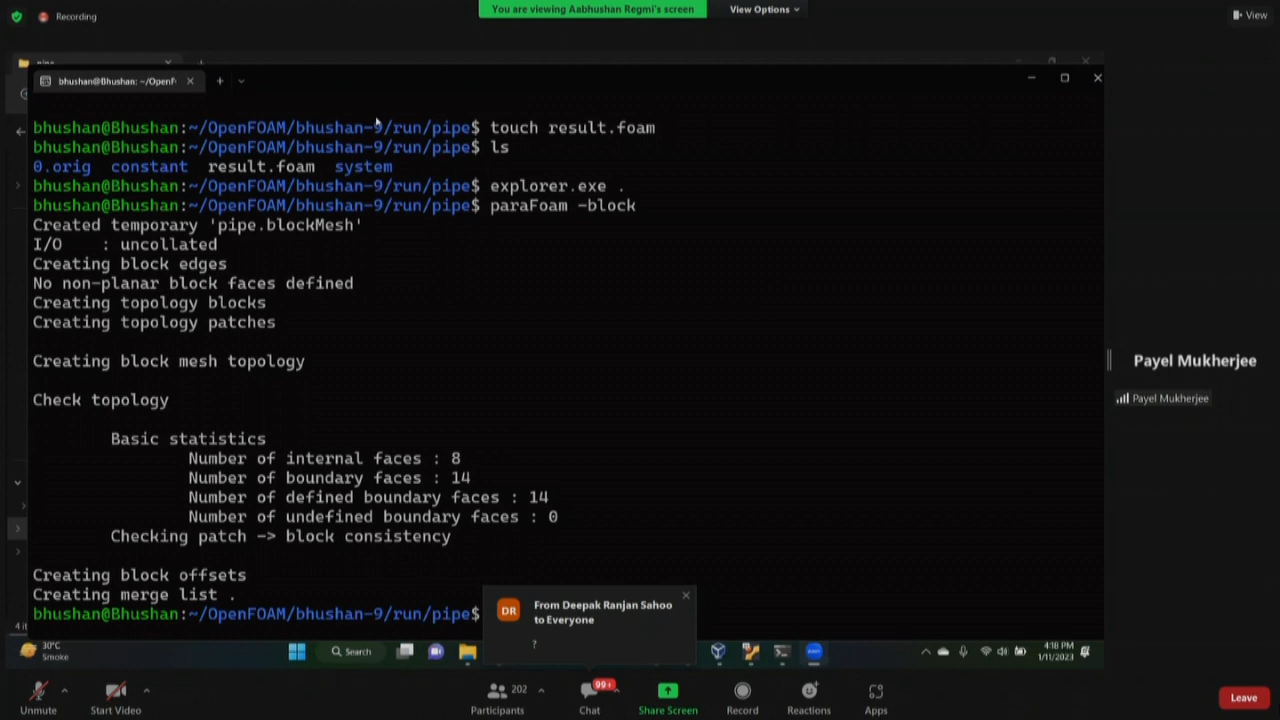 You are viewing Aabhushan Regmi's screen
View Options
Recording
View
bhushan@Bhushan: ~/OpenF
bhushan@Bhushan:~/OpenFOAM/bhushan-9/run/pipe$ touch result.foam
bhushan@Bhushan:~/OpenFOAM/bhushan-9/run/pipe$ ls
0.orig constant result.foam system
bhushan@Bhushan:~/OpenFOAM/bhushan-9/run/pipe$ explorer.exe .
bhushan@Bhushan:~/OpenFOAM/bhushan-9/run/pipe$ paraFoam -block
Created temporary 'pipe.blockMesh'
I/O : uncollated
Creating block edges
No non-planar block faces defined
Creating topology blocks
Creating topology patches
Creating block mesh topology
Check topology
Basic statistics
Number of internal faces : 8
Number of boundary faces : 14
Number of defined boundary faces : 14
Number of undefined boundary faces : 0
Checking patch -> block consistency
Creating block offsets
Creating merge list .
bhushan@Bhushan:~/OpenFOAM/bhushan-9/run/pipe$
DR
From Deepak Ranjan Sahoo
to Everyone
?
Payel Mukherjee
Payel Mukherjee
30°C
Smoke
Search
4:18 PM
1/11/2023
Unmute
Start Video
202
Participants
99+
Chat
Share Screen
Record
Reactions
Apps
Leave